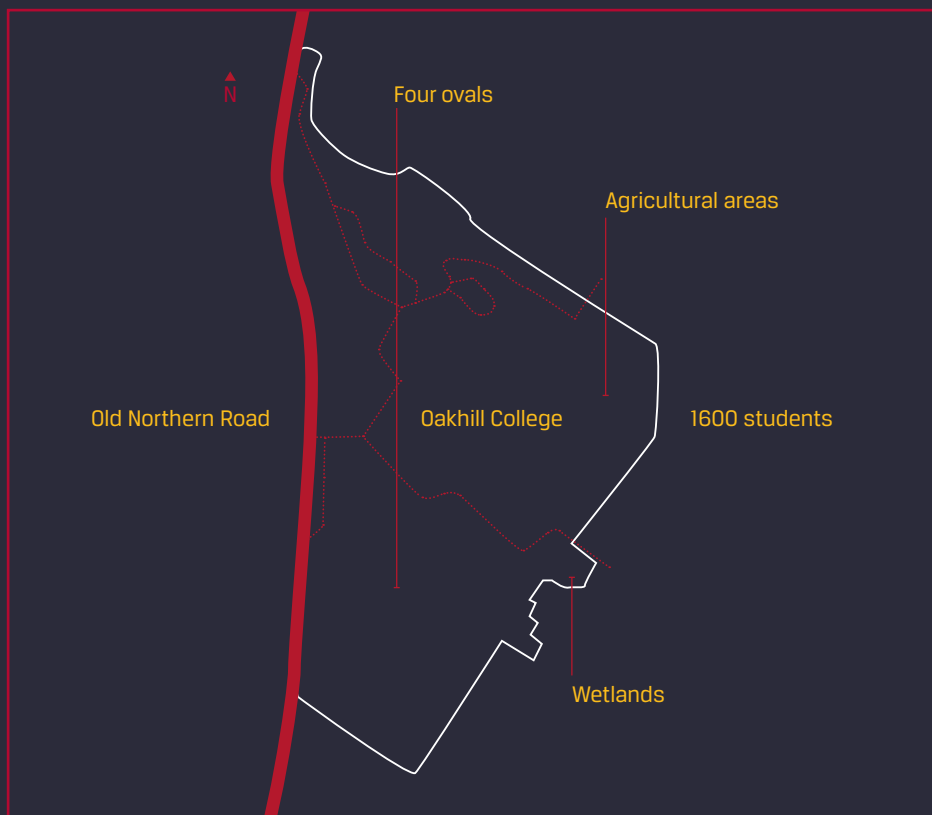 N
Four ovals
Agricultural areas
Old Northern Road
Oakhill College
1600 students
Wetlands